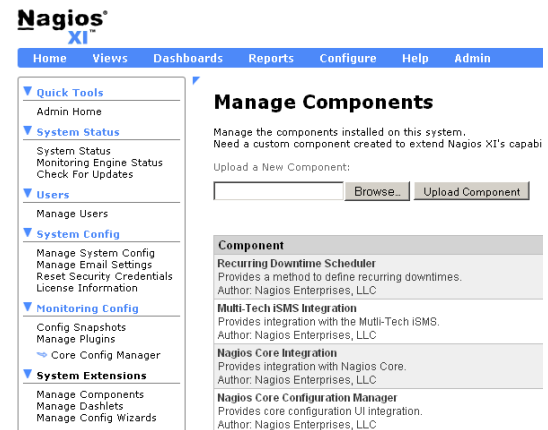 Nagios®
XI™
Home Views Dashboards Reports Configure Help Admin
Quick Tools
Admin Home
System Status
System Status
Monitoring Engine Status
Check For Updates
Users
Manage Users
System Config
Manage System Config
Manage Email Settings
Reset Security Credentials
License Information
Monitoring Config
Config Snapshots
Manage Plugins
Core Config Manager
System Extensions
Manage Components
Manage Dashlets
Manage Config Wizards
Manage Components
Manage the components installed on this system.
Need a custom component created to extend Nagios XI's capabi
Upload a New Component:
Browse... Upload Component
Component
Recurring Downtime Scheduler
Provides a method to define recurring downtimes.
Author: Nagios Enterprises, LLC
Multi-Tech iSMS Integration
Provides integration with the Mutli-Tech iSMS.
Author: Nagios Enterprises, LLC
Nagios Core Integration
Provides integration with Nagios Core.
Author: Nagios Enterprises, LLC
Nagios Core Configuration Manager
Provides core configuration UI integration.
Author: Nagios Enterprises, LLC